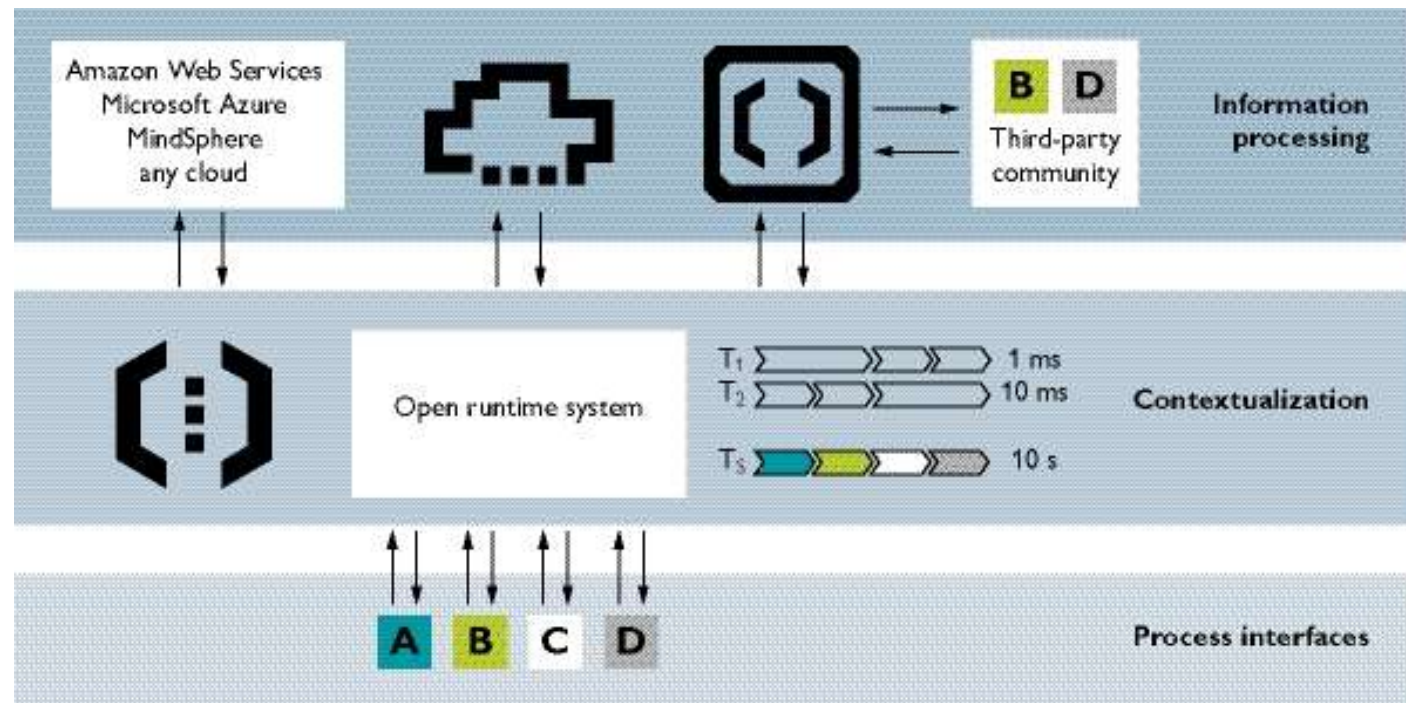 Amazon Web Services
Microsoft Azure
MindSphere
any cloud
B D
Third-party
community
Information
processing
Open runtime system
T₁ 1 ms
T₂ 10 ms
T₅ 10 s
Contextualization
A B C D
Process interfaces